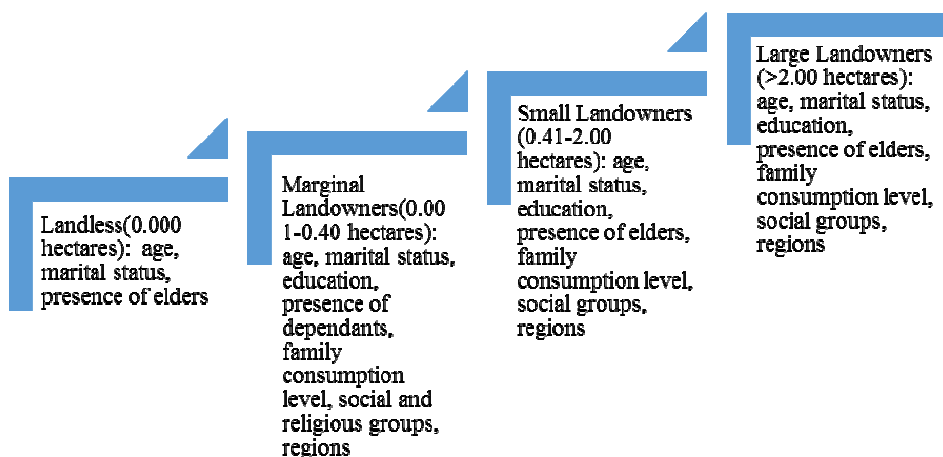 Landless(0.000
hectares): age,
marital status,
presence of elders
Marginal
Landowners(0.00
1-0.40 hectares):
age, marital status,
education,
presence of
dependants,
family
consumption
level, social and
religious groups,
regions
Small Landowners
(0.41-2.00
hectares): age,
marital status,
education,
presence of elders,
family
consumption level,
social groups,
regions
Large Landowners
(>2.00 hectares):
age, marital status,
education,
presence of elders,
family
consumption level,
social groups,
regions